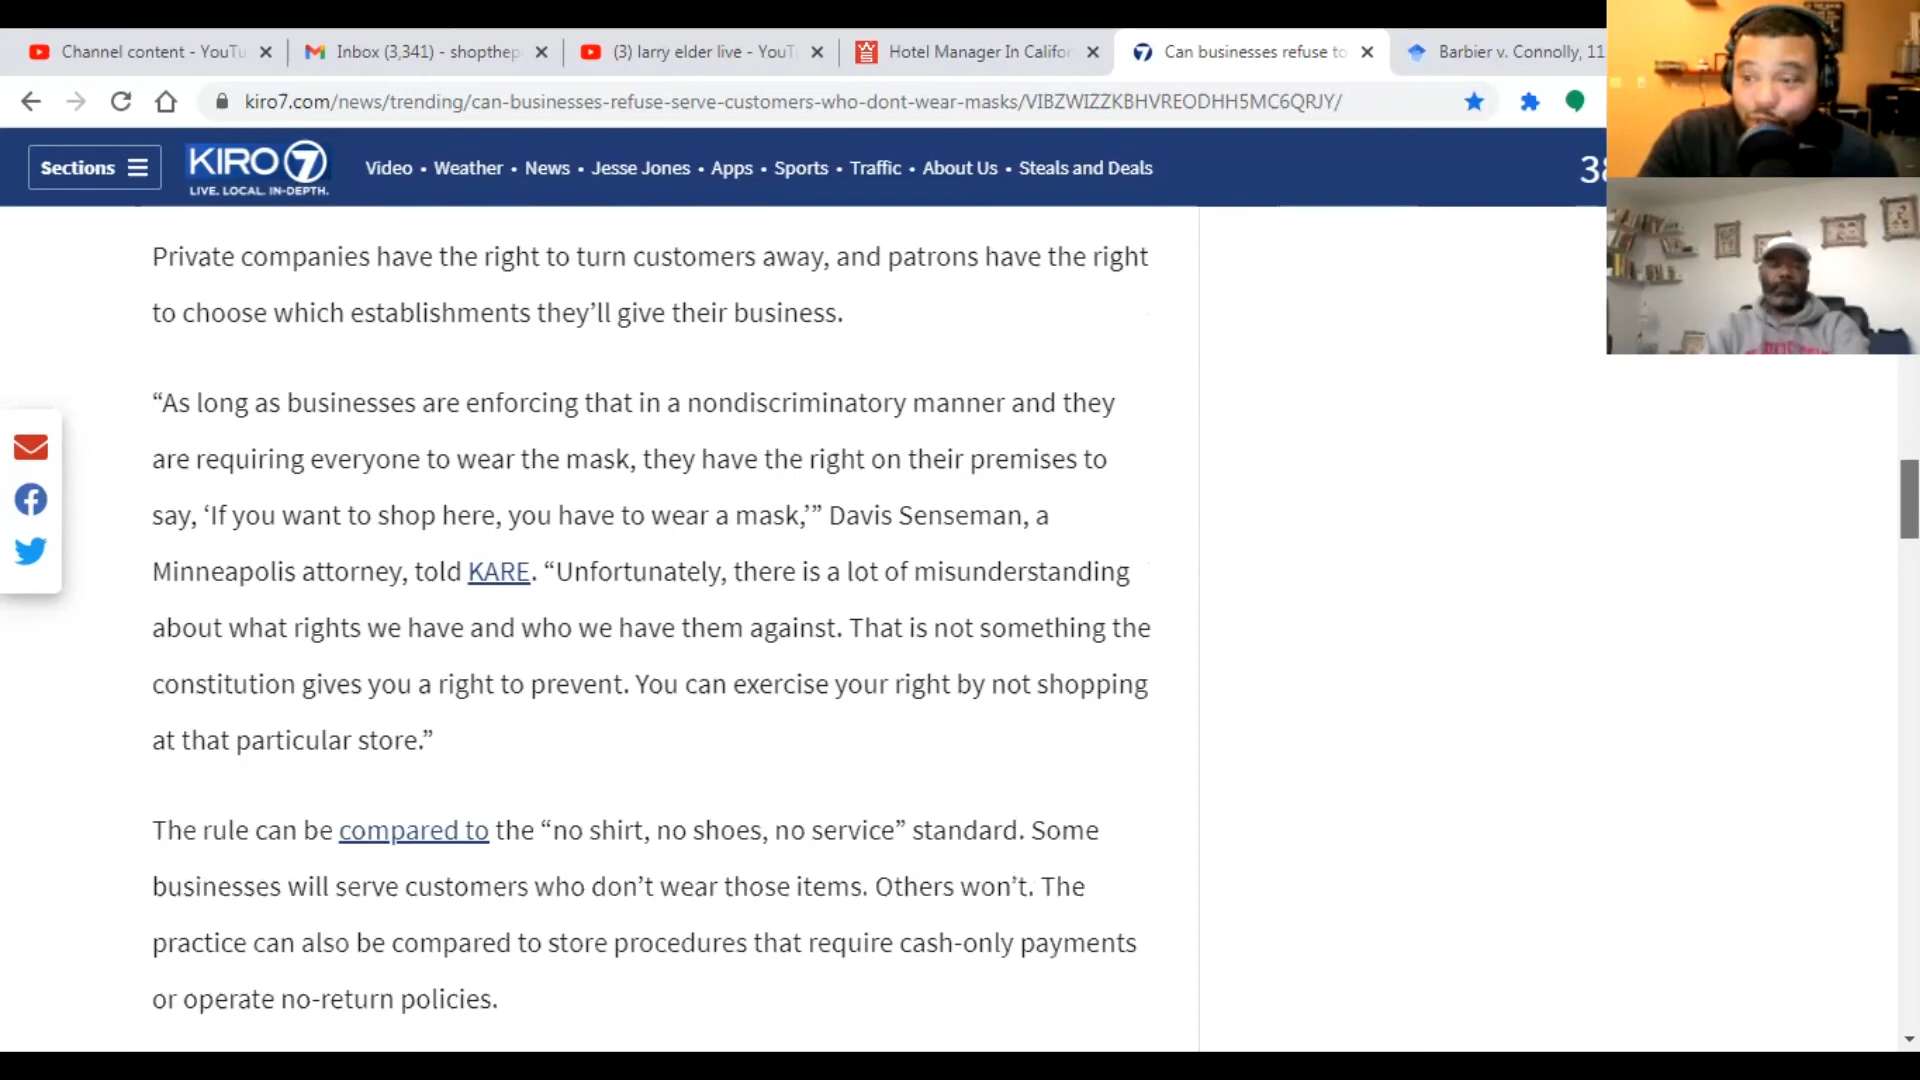 Channel content - YouTu
Inbox (3,341) - shopthep
(3) larry elder live - YouT
Hotel Manager In Califor
Can businesses refuse to
Barbier v. Connolly, 11
kiro7.com/news/trending/can-businesses-refuse-serve-customers-who-dont-wear-masks/VIBZWIZZKBHVREODHH5MC6QRJY/
Sections
KIRO 7
LIVE. LOCAL. IN-DEPTH.
Video • Weather • News • Jesse Jones • Apps • Sports • Traffic • About Us • Steals and Deals
38
Private companies have the right to turn customers away, and patrons have the right
to choose which establishments they’ll give their business.
“As long as businesses are enforcing that in a nondiscriminatory manner and they
are requiring everyone to wear the mask, they have the right on their premises to
say, ‘If you want to shop here, you have to wear a mask,’” Davis Senseman, a
Minneapolis attorney, told KARE. “Unfortunately, there is a lot of misunderstanding
about what rights we have and who we have them against. That is not something the
constitution gives you a right to prevent. You can exercise your right by not shopping
at that particular store.”
The rule can be compared to the “no shirt, no shoes, no service” standard. Some
businesses will serve customers who don’t wear those items. Others won’t. The
practice can also be compared to store procedures that require cash-only payments
or operate no-return policies.